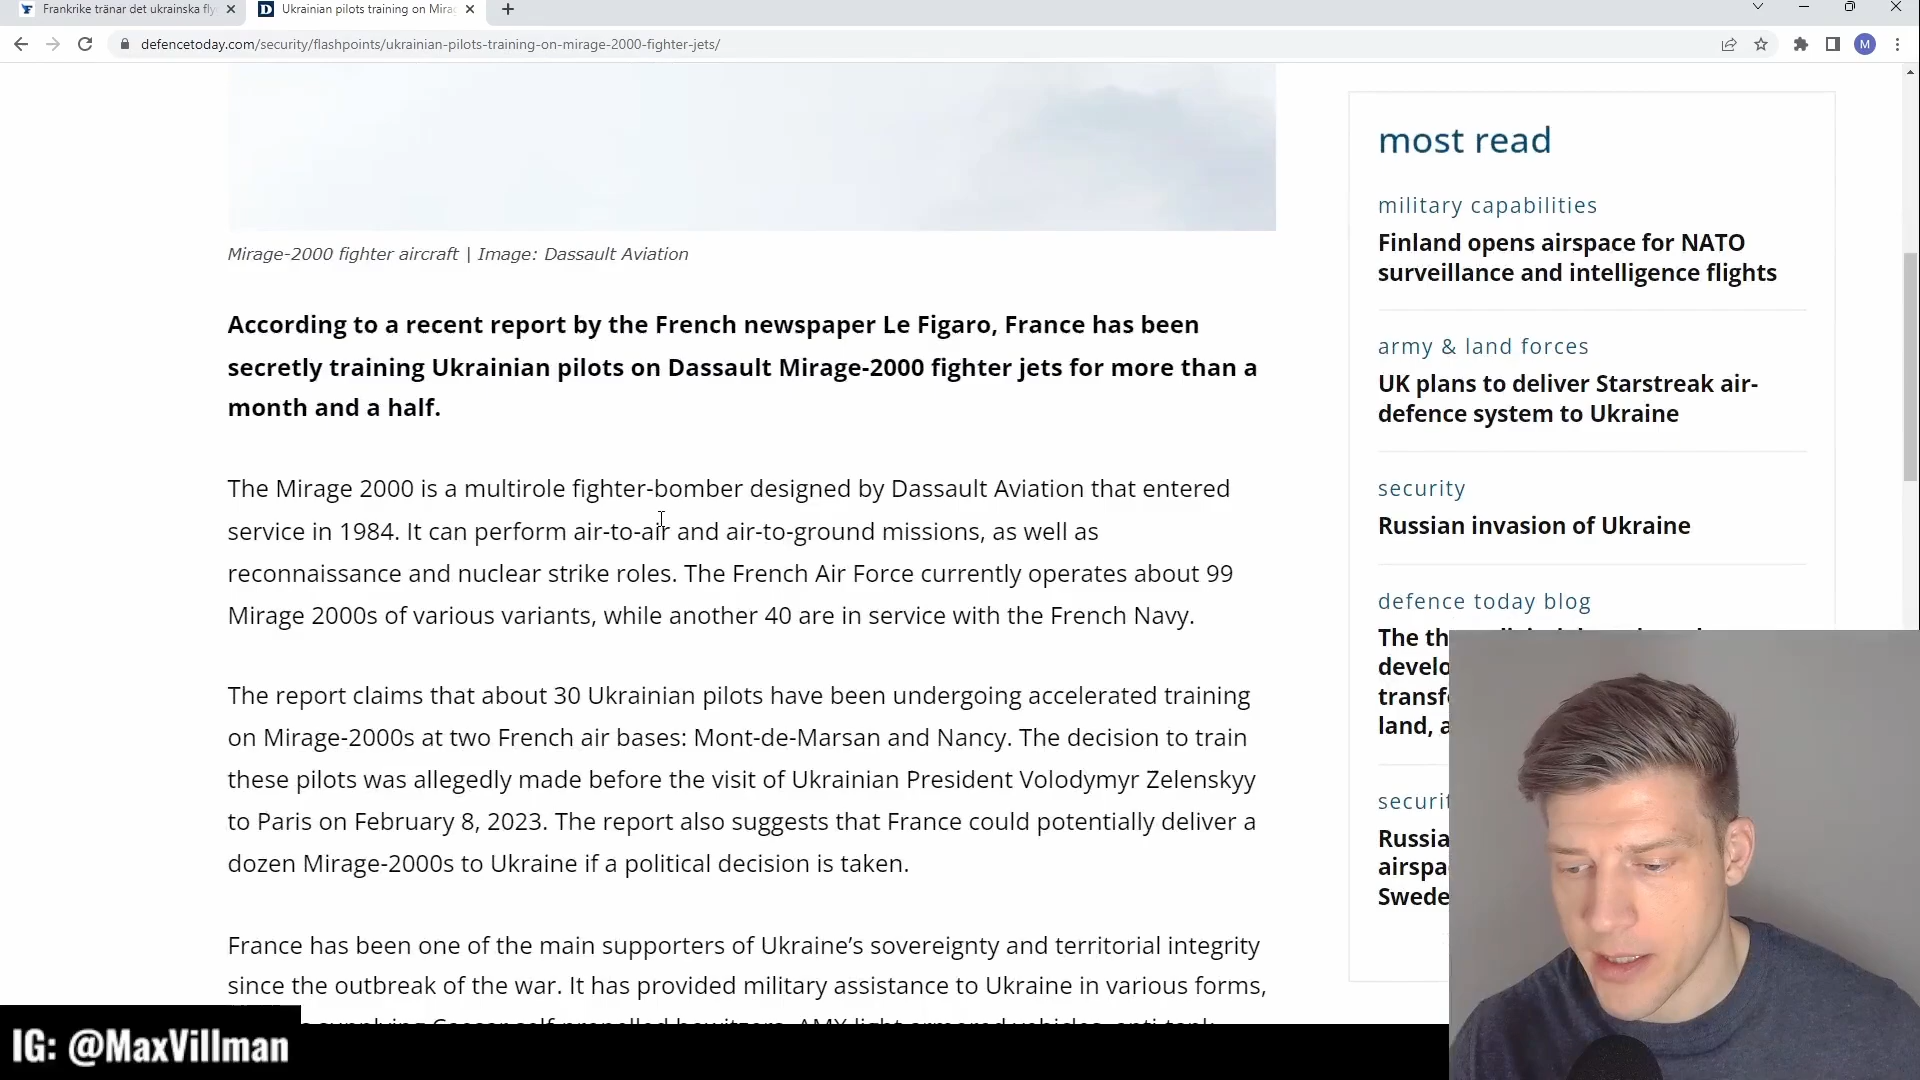 Frankrike tränar det ukrainska fly
Ukrainian pilots training on Mirag
defencetoday.com/security/flashpoints/ukrainian-pilots-training-on-mirage-2000-fighter-jets/
M
Mirage-2000 fighter aircraft | Image: Dassault Aviation
According to a recent report by the French newspaper Le Figaro, France has been
secretly training Ukrainian pilots on Dassault Mirage-2000 fighter jets for more than a
month and a half.
The Mirage 2000 is a multirole fighter-bomber designed by Dassault Aviation that entered
service in 1984. It can perform air-to-air and air-to-ground missions, as well as
reconnaissance and nuclear strike roles. The French Air Force currently operates about 99
Mirage 2000s of various variants, while another 40 are in service with the French Navy.
The report claims that about 30 Ukrainian pilots have been undergoing accelerated training
on Mirage-2000s at two French air bases: Mont-de-Marsan and Nancy. The decision to train
these pilots was allegedly made before the visit of Ukrainian President Volodymyr Zelenskyy
to Paris on February 8, 2023. The report also suggests that France could potentially deliver a
dozen Mirage-2000s to Ukraine if a political decision is taken.
France has been one of the main supporters of Ukraine’s sovereignty and territorial integrity
since the outbreak of the war. It has provided military assistance to Ukraine in various forms,
most read
military capabilities
Finland opens airspace for NATO
surveillance and intelligence flights
army & land forces
UK plans to deliver Starstreak air-
defence system to Ukraine
security
Russian invasion of Ukraine
defence today blog
The th
develo
transf
land, a
securit
Russia
airspa
Swede
IG: @MaxVillman